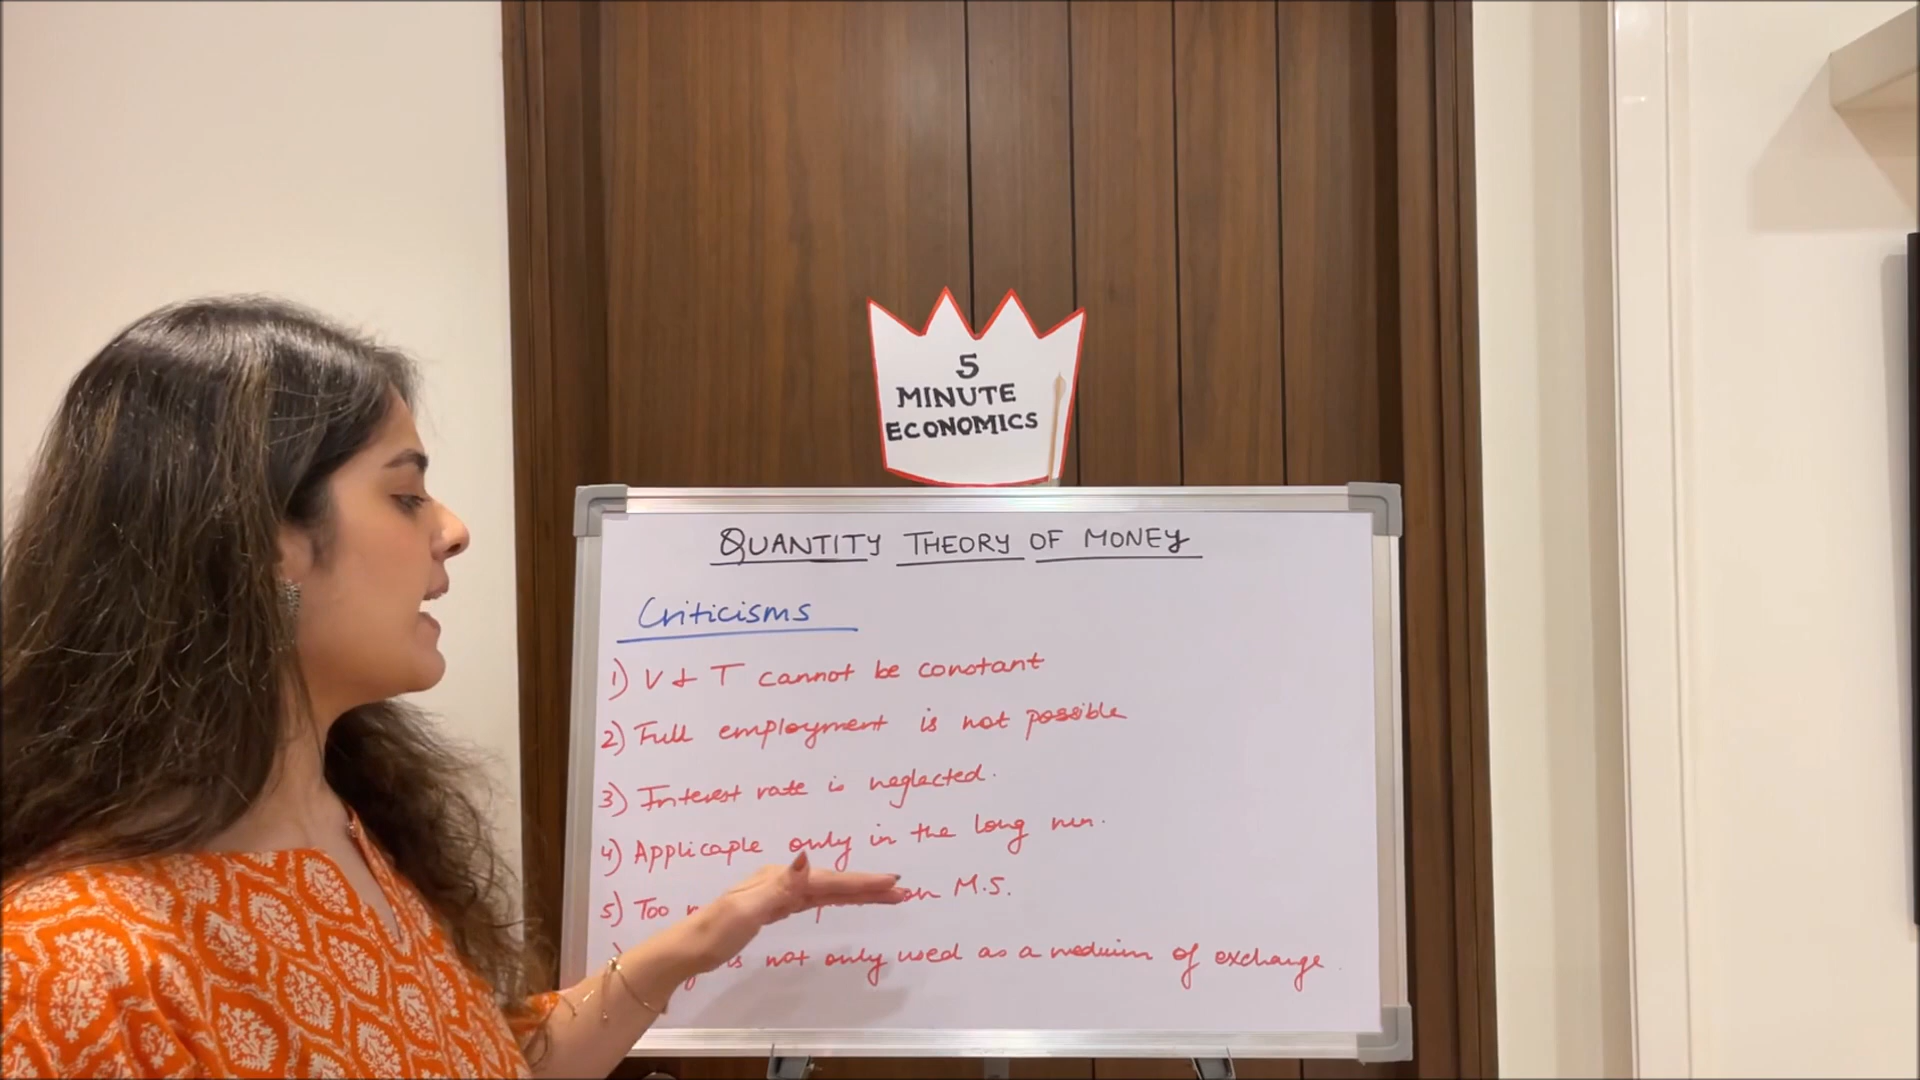 5
MINUTE
ECONOMICS
QUANTITY THEORY OF MONEY
Criticisms
1) V & T cannot be constant
2) Full employment is not possible
3) Interest rate is neglected.
4) Applicaple only in the long run.
5) Too on M.S.
is not only used as a medium of exchange.